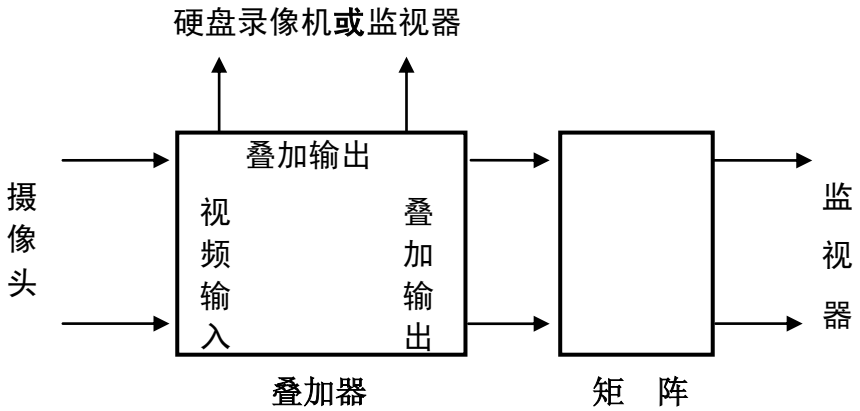 硬盘录像机或监视器
叠加输出
摄像头
视频输入
叠加输出
监视器
叠加器
矩 阵